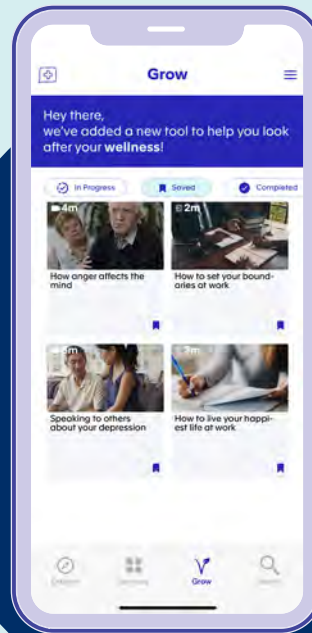 Grow
Hey there,
we've added a new tool to help you look
after your wellness!
In Progress
Saved
Completed
4m
2m
How anger affects the
mind
How to set your bound-
aries at work
7m
Speaking to others
about your depression
How to live your happi-
est life at work
Grow